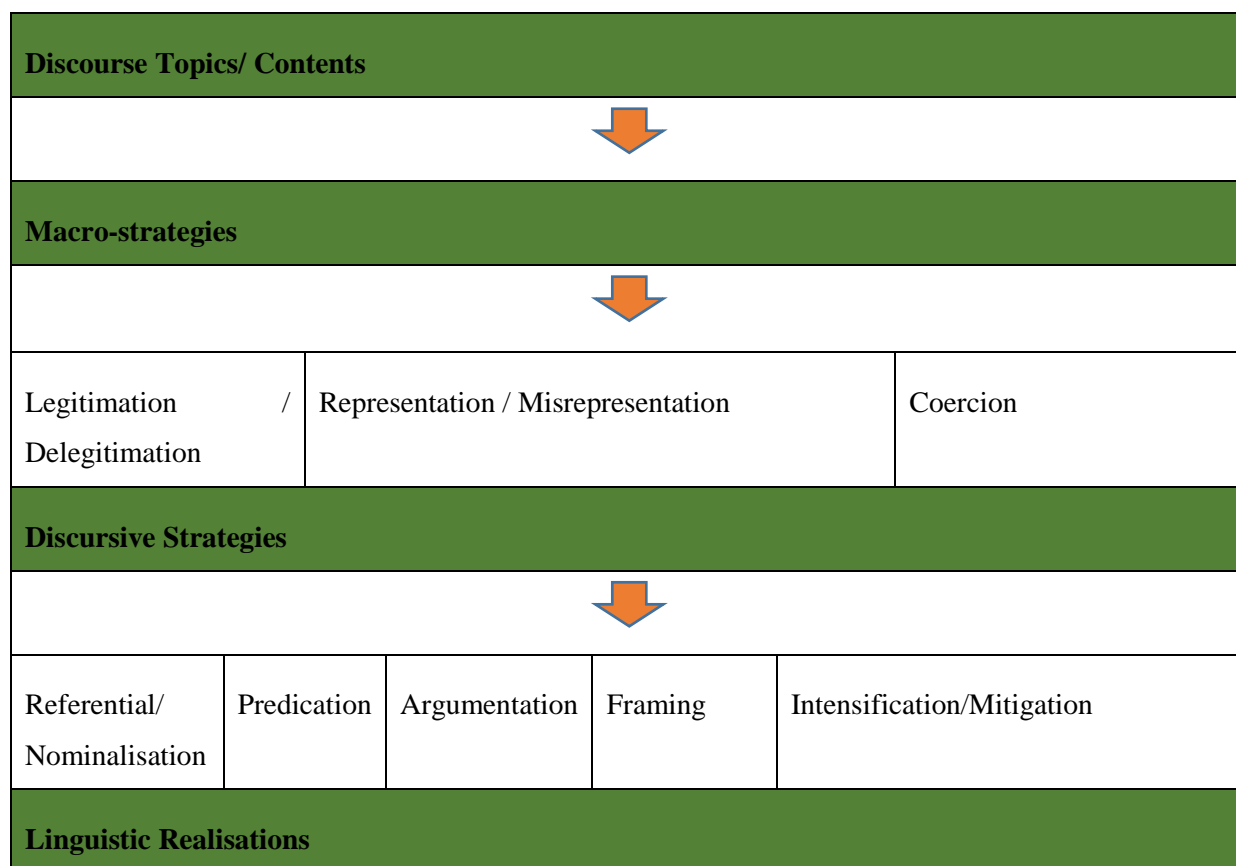 Discourse Topics/ Contents
Macro-strategies
Legitimation /
Delegitimation
Representation / Misrepresentation
Coercion
Discursive Strategies
Referential/
Nominalisation
Predication
Argumentation
Framing
Intensification/Mitigation
Linguistic Realisations